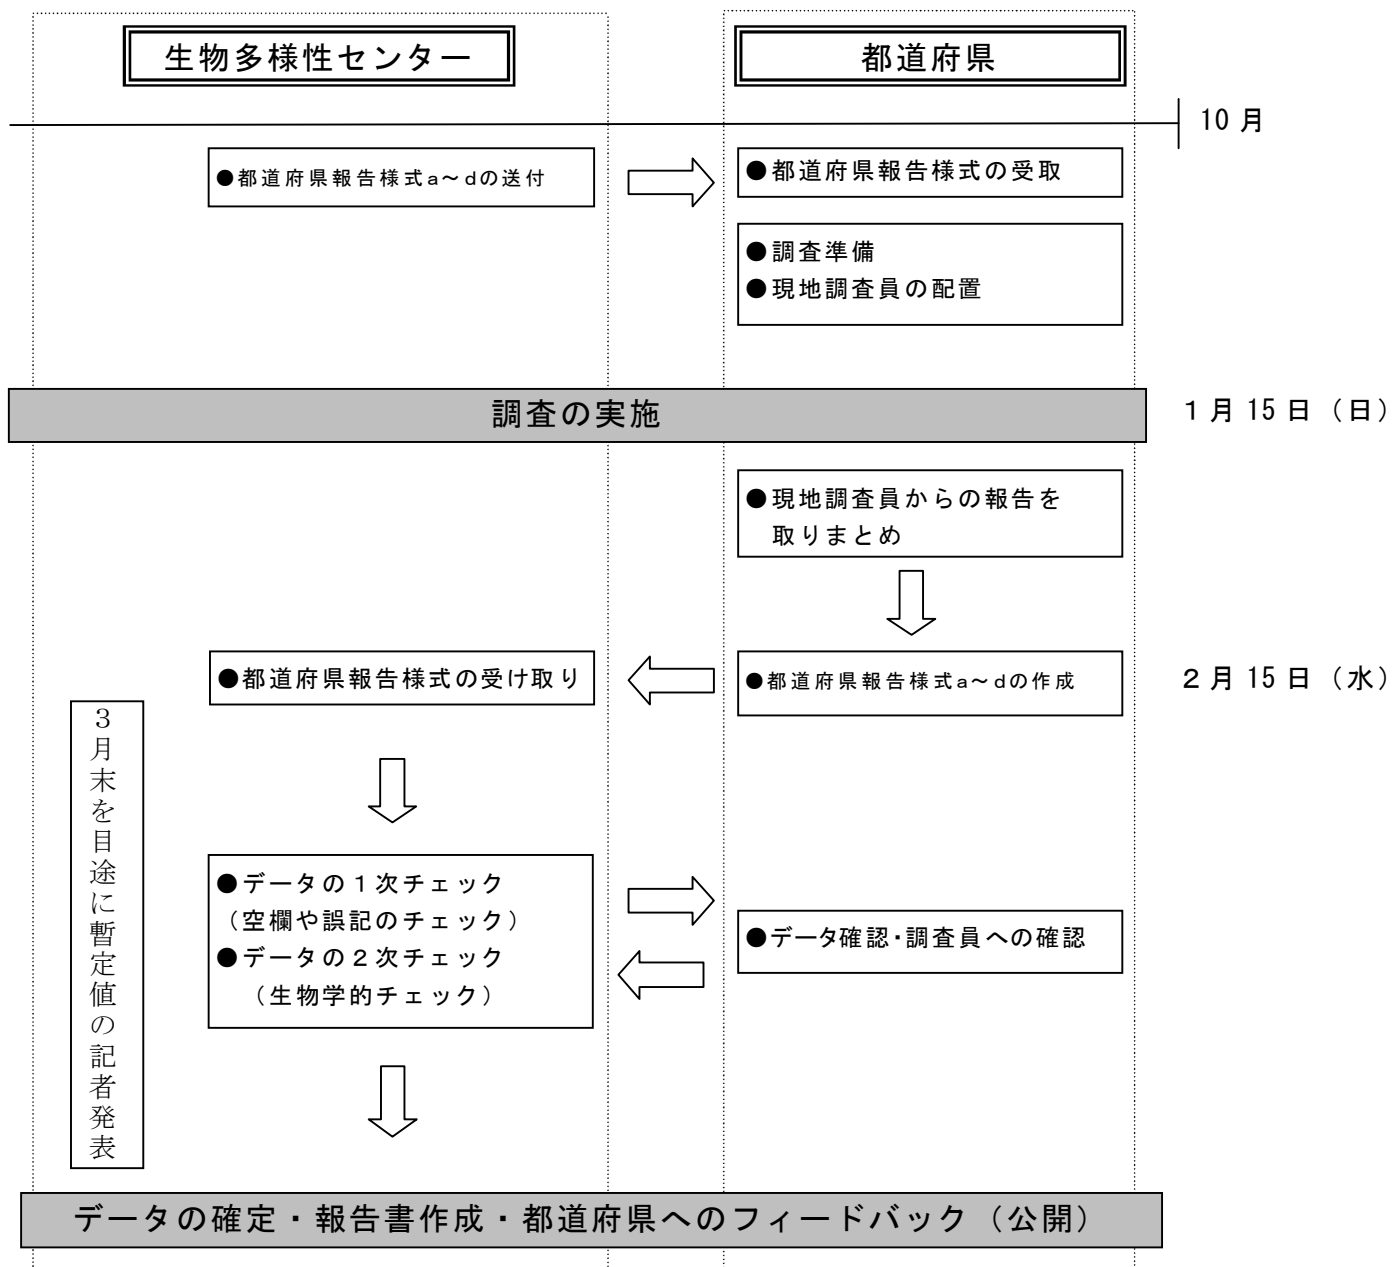 生物多様性センター
都道府県
10月
●都道府県報告様式a～dの送付
●都道府県報告様式の受取
●調査準備
●現地調査員の配置
調査の実施
1月15日（日）
●現地調査員からの報告を
取りまとめ
●都道府県報告様式の受け取り
●都道府県報告様式a～dの作成
2月15日（水）
3月末を目途に暫定値の記者発表
●データの1次チェック
（空欄や誤記のチェック）
●データの2次チェック
（生物学的チェック）
●データ確認・調査員への確認
データの確定・報告書作成・都道府県へのフィードバック（公開）